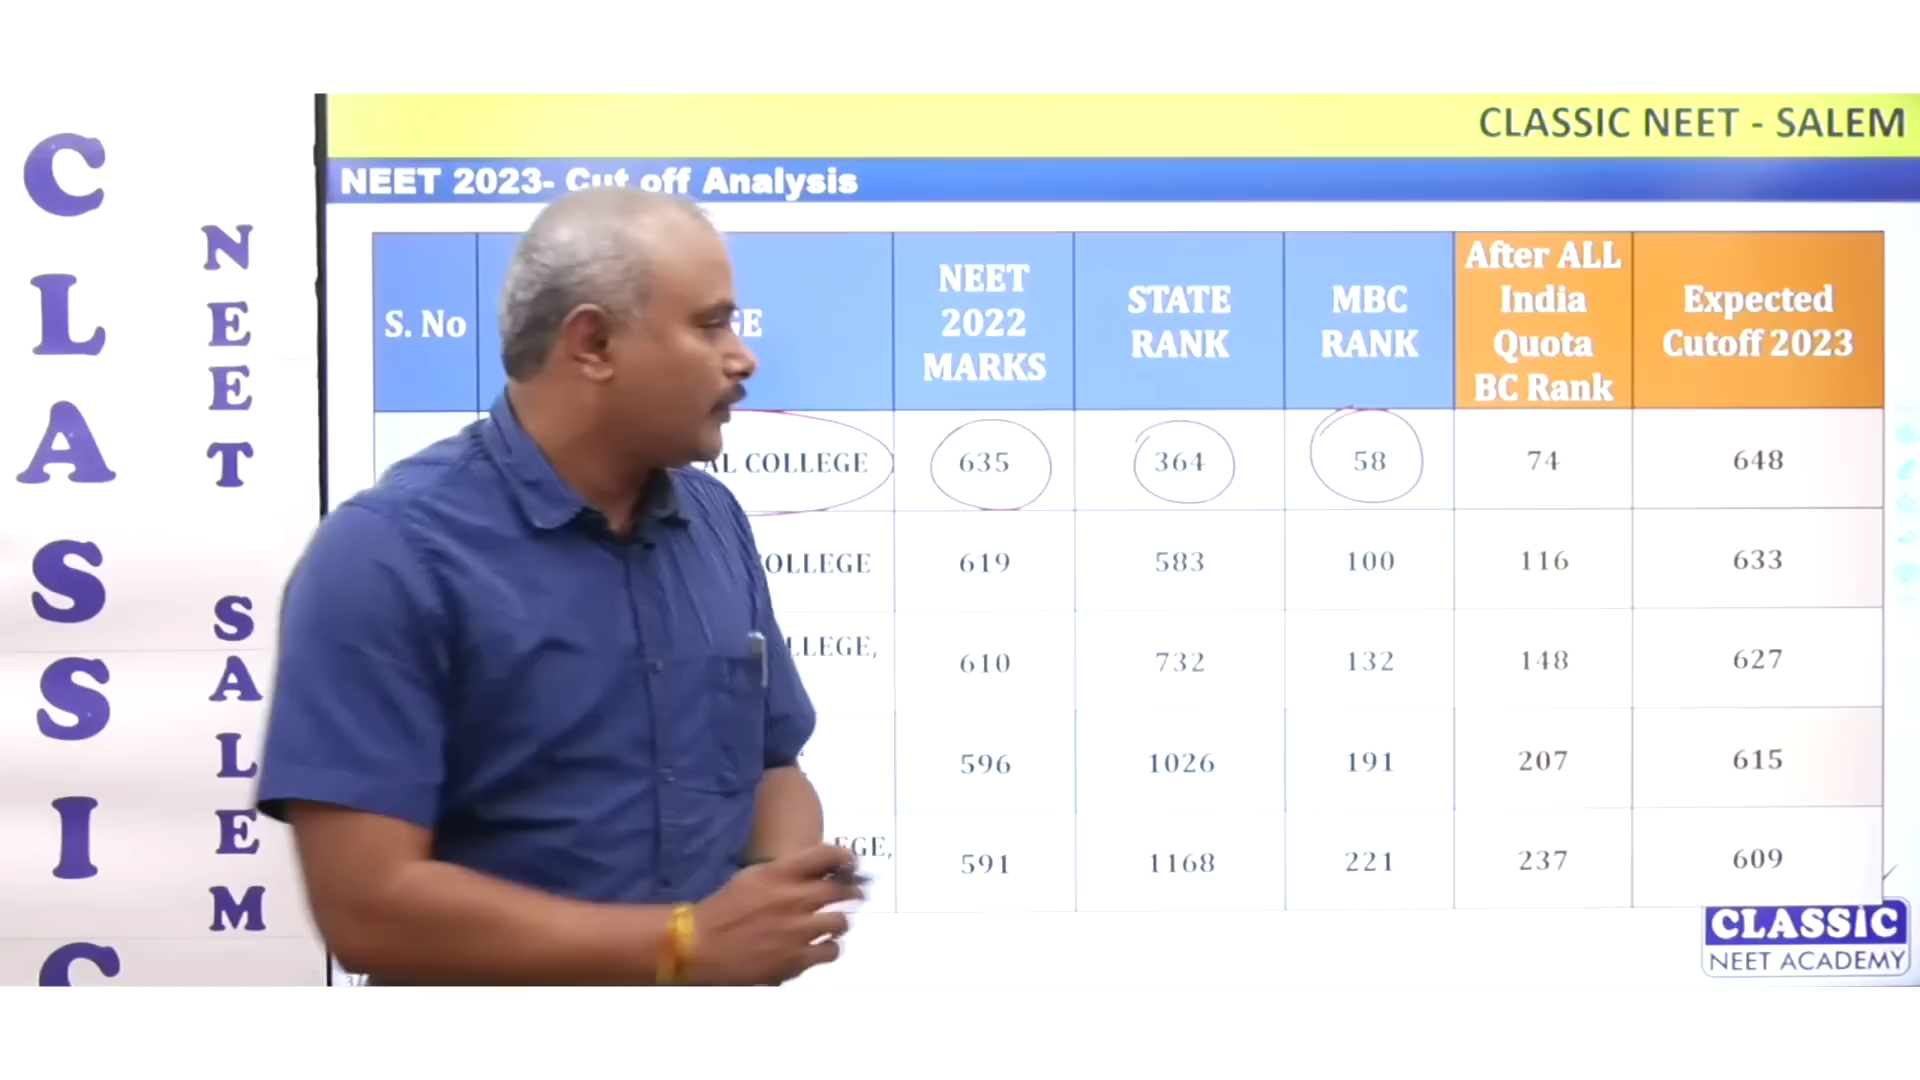 CLASSIC
NEET SALEM
CLASSIC NEET - SALEM
NEET 2023- Cut off Analysis
S. No
NEET 2022 MARKS
STATE RANK
MBC RANK
After ALL India Quota BC Rank
Expected Cutoff 2023
COLLEGE 635 364 58 74 648
619 583 100 116 633
610 732 132 148 627
596 1026 191 207 615
591 1168 221 237 609
CLASSIC
NEET ACADEMY